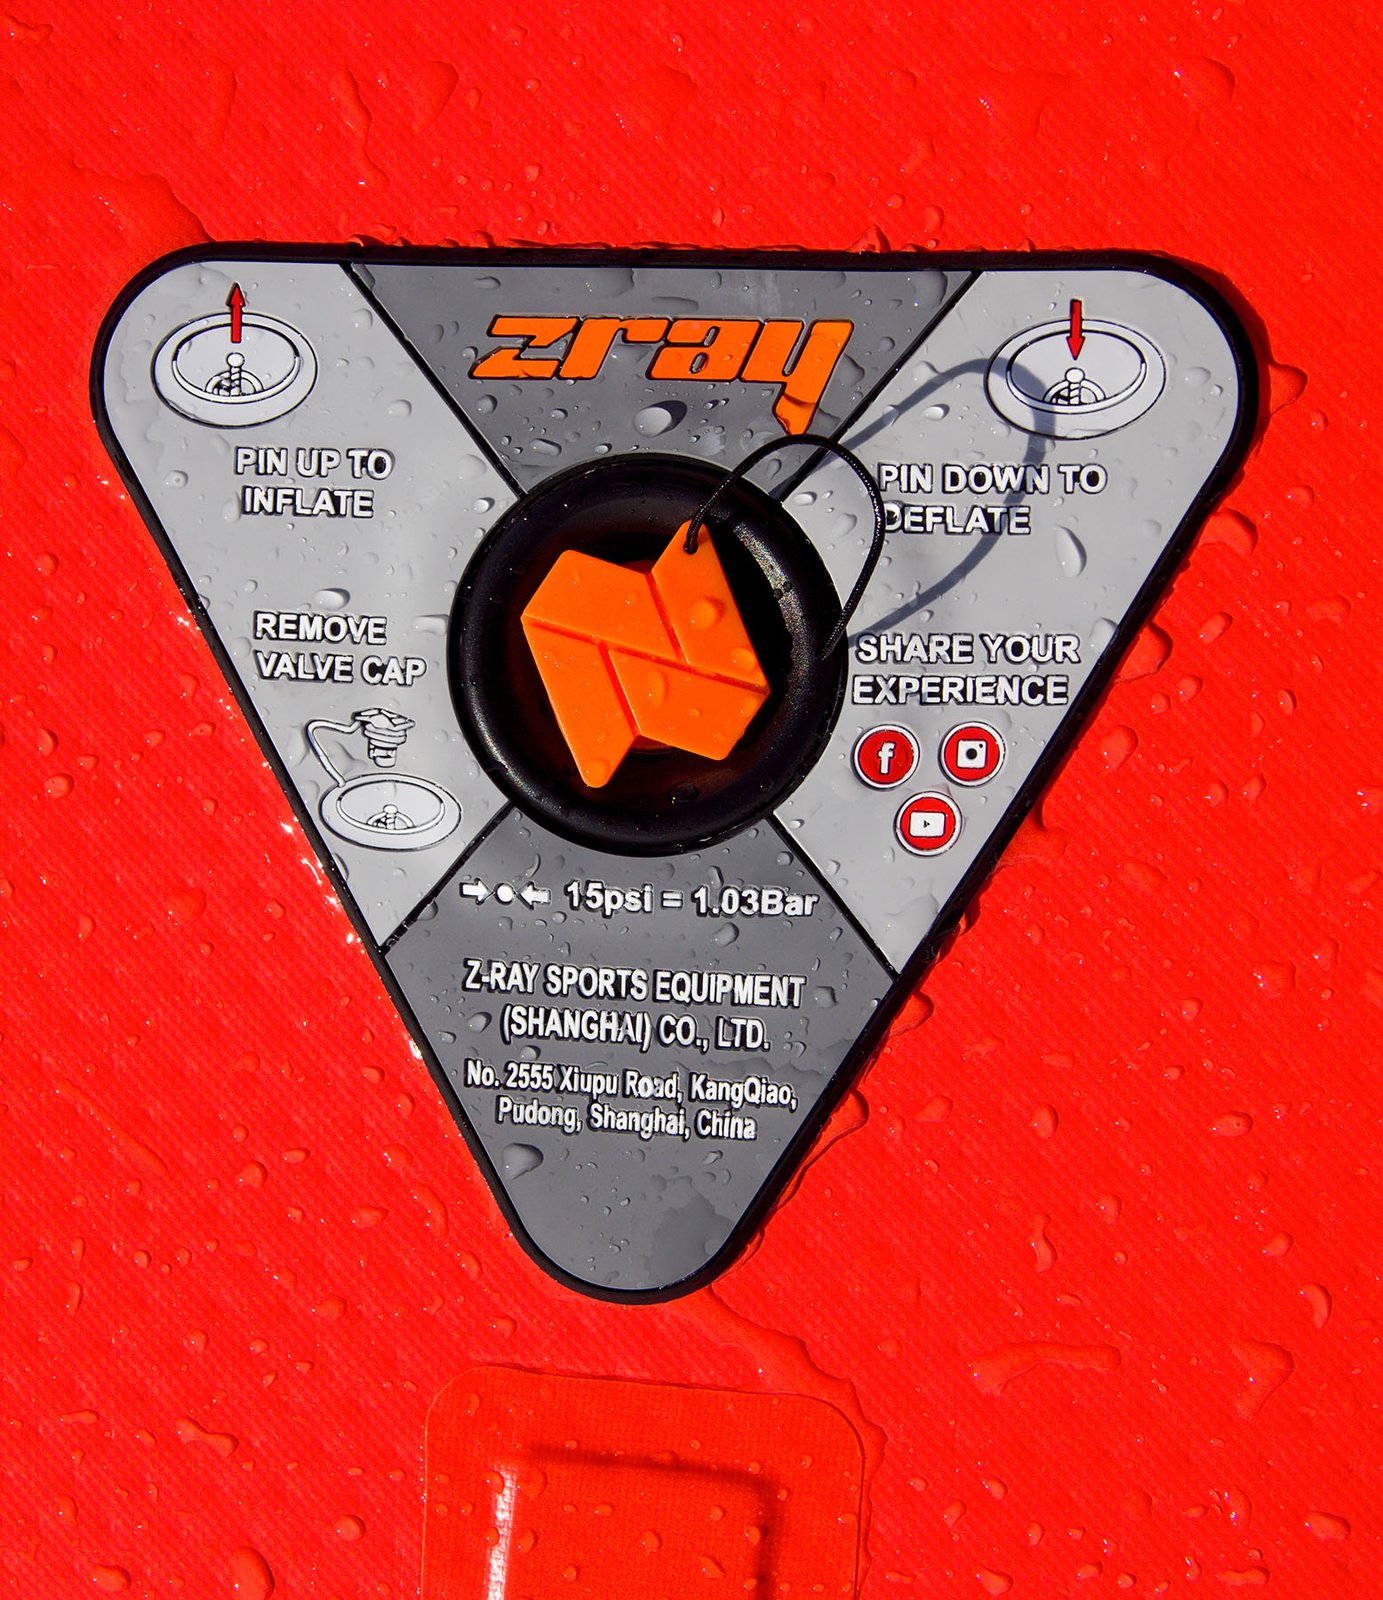 zray
PIN UP TO
INFLATE
PIN DOWN TO
DEFLATE
REMOVE
VALVE CAP
SHARE YOUR
EXPERIENCE
f
15psi = 1.03Bar
Z-RAY SPORTS EQUIPMENT
(SHANGHAI) CO., LTD.
No. 2555 Xiupu Road, KangQiao,
Pudong, Shanghai, China